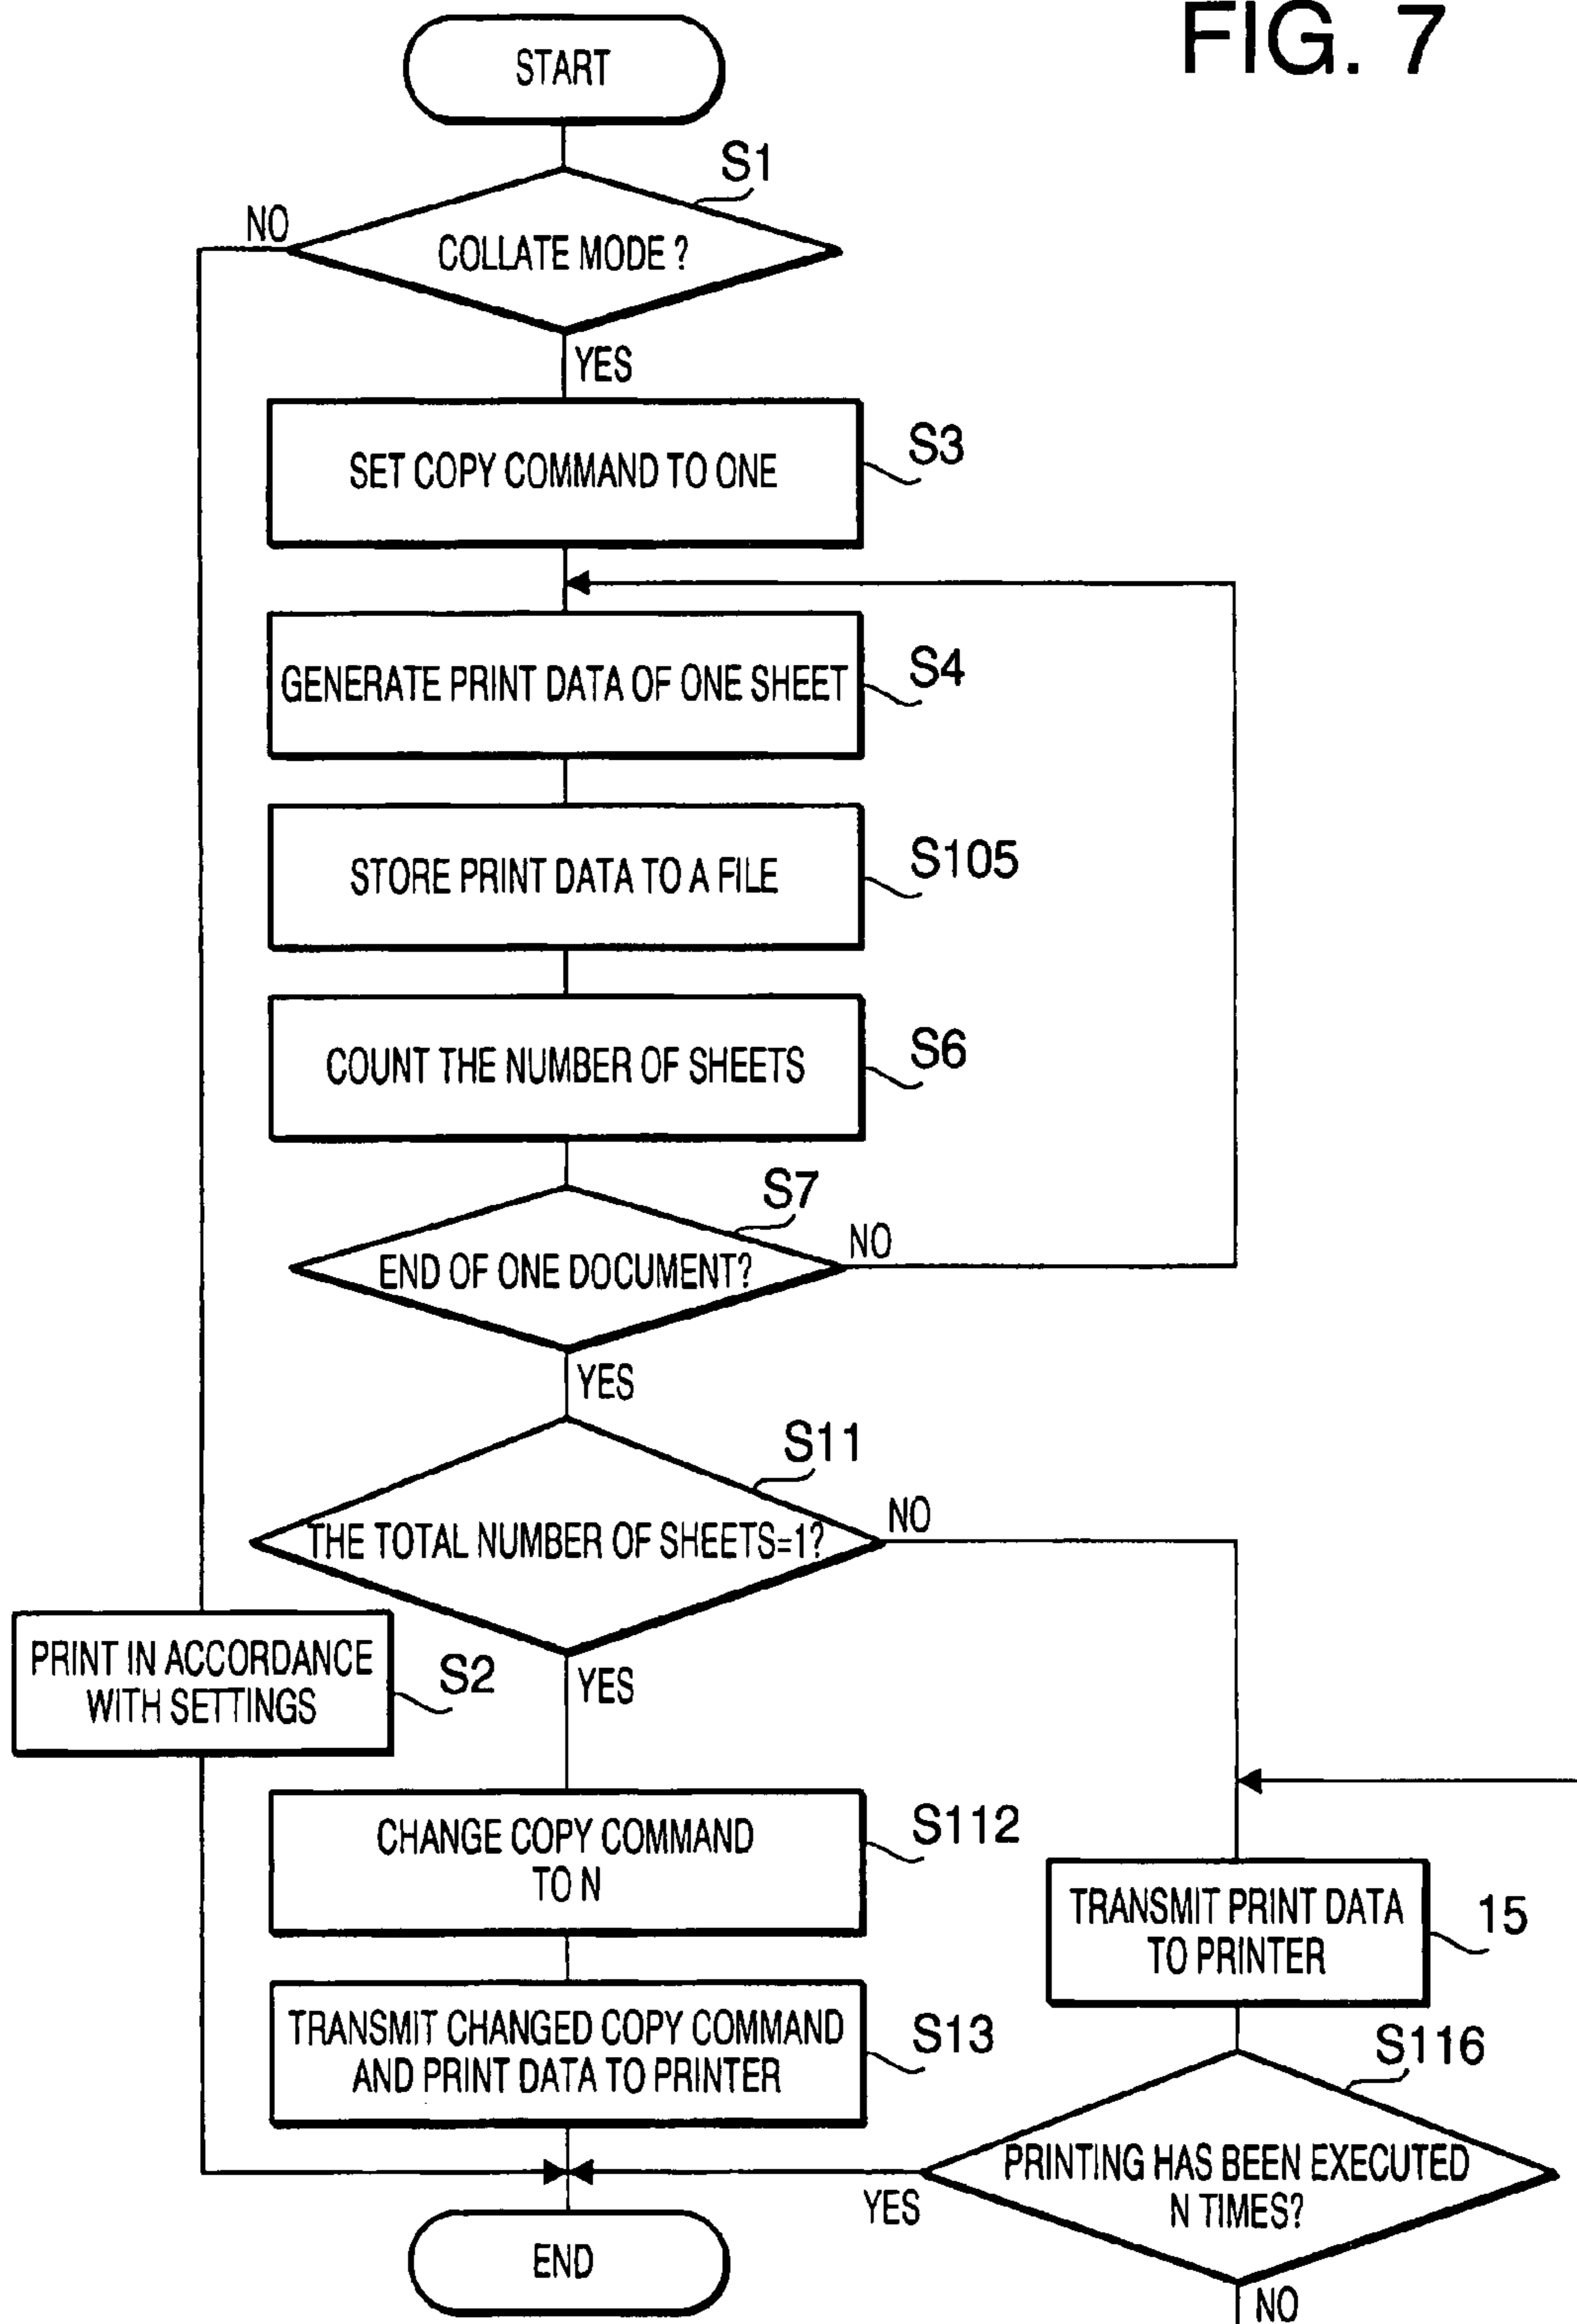 FIG. 7
START
S1
NO
COLLATE MODE ?
YES
SET COPY COMMAND TO ONE
S3
GENERATE PRINT DATA OF ONE SHEET
S4
STORE PRINT DATA TO A FILE
S105
COUNT THE NUMBER OF SHEETS
S6
S7
END OF ONE DOCUMENT?
NO
YES
S11
THE TOTAL NUMBER OF SHEETS=1?
NO
PRINT IN ACCORDANCE
WITH SETTINGS
S2
YES
CHANGE COPY COMMAND
TO N
S112
TRANSMIT PRINT DATA
TO PRINTER
15
TRANSMIT CHANGED COPY COMMAND
AND PRINT DATA TO PRINTER
S13
S116
PRINTING HAS BEEN EXECUTED
N TIMES?
YES
END
NO